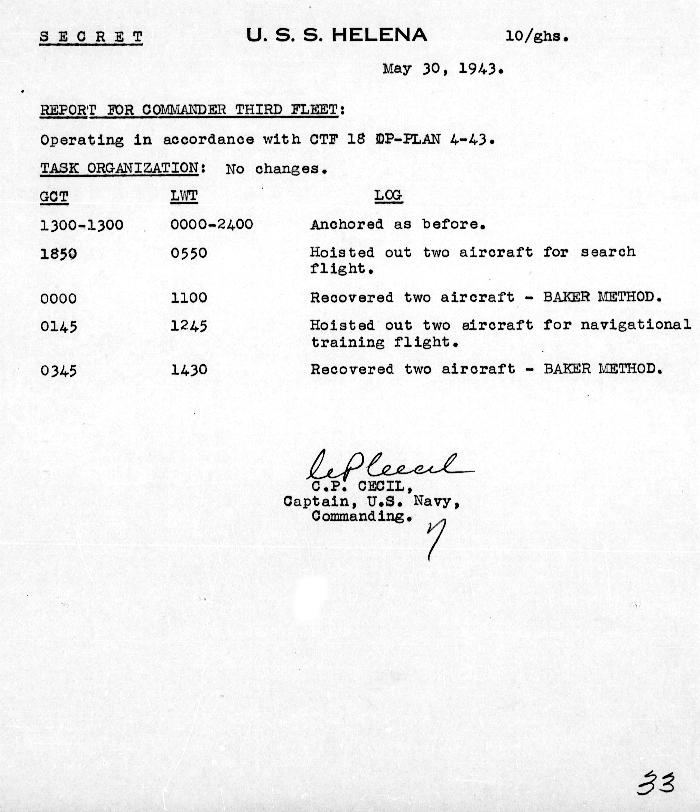 S E C R E T U. S. S. HELENA 10/ghs.
May 30, 1943.
REPORT FOR COMMANDER THIRD FLEET:
Operating in accordance with CTF 18 OP-PLAN 4-43.
TASK ORGANIZATION: No changes.
GCT LWT LOG
1300-1300 0000-2400 Anchored as before.
1850 0550 Hoisted out two aircraft for search
flight.
0000 1100 Recovered two aircraft - BAKER METHOD.
0145 1245 Hoisted out two aircraft for navigational
training flight.
0345 1430 Recovered two aircraft - BAKER METHOD.
C.P. Cecil
C.P. CECIL,
Captain, U.S. Navy,
Commanding.
33